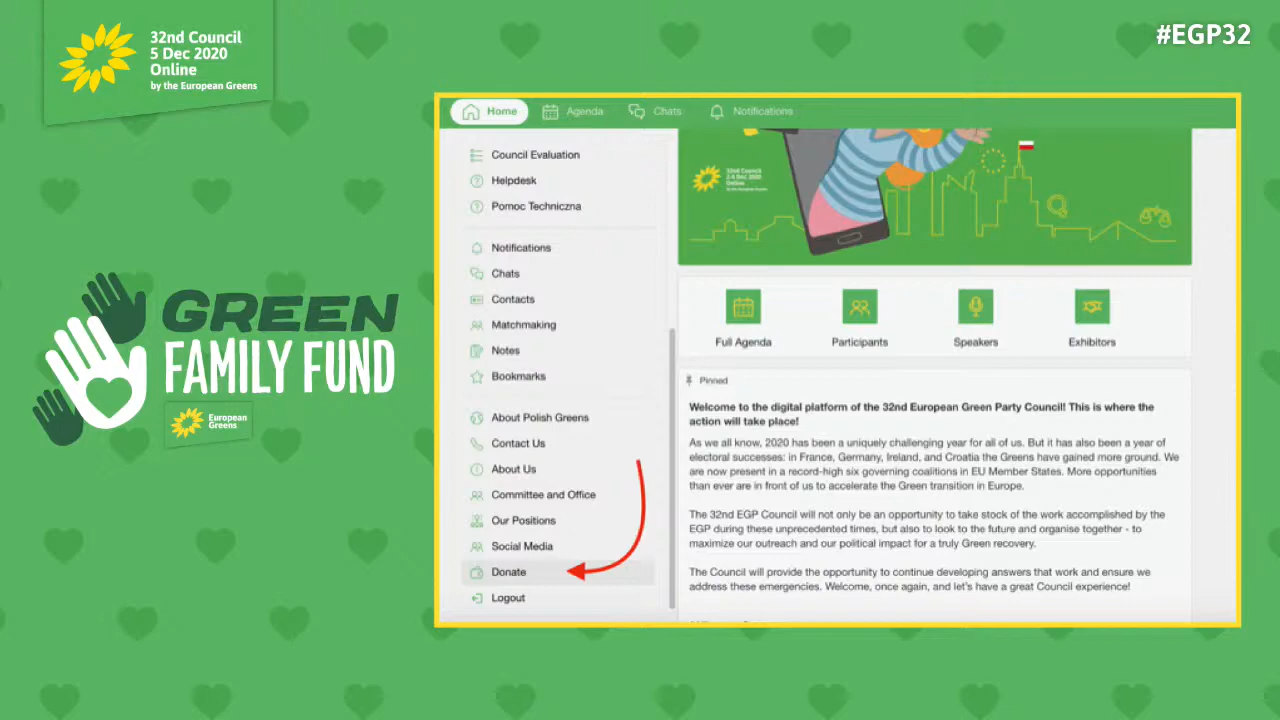 32nd Council
5 Dec 2020
Online
by the European Greens
#EGP32
GREEN
FAMILY FUND
European
Greens
Home
Agenda
Chats
Notifications
Council Evaluation
Helpdesk
Pomoc Techniczna
Notifications
Chats
Contacts
Matchmaking
Notes
Bookmarks
About Polish Greens
Contact Us
About Us
Committee and Office
Our Positions
Social Media
Donate
Logout
32nd Council
2-6 Dec 2020
Online
Full Agenda
Participants
Speakers
Exhibitors
Pinned
Welcome to the digital platform of the 32nd European Green Party Council! This is where the
action will take place!
As we all know, 2020 has been a uniquely challenging year for all of us. But it has also been a year of
electoral successes: in France, Germany, Ireland, and Croatia the Greens have gained more ground. We
are now present in a record-high six governing coalitions in EU Member States. More opportunities
than ever are in front of us to accelerate the Green transition in Europe.
The 32nd EGP Council will not only be an opportunity to take stock of the work accomplished by the
EGP during these unprecedented times, but also to look to the future and organise together - to
maximize our outreach and our political impact for a truly Green recovery.
The Council will provide the opportunity to continue developing answers that work and ensure we
address these emergencies. Welcome, once again, and let's have a great Council experience!